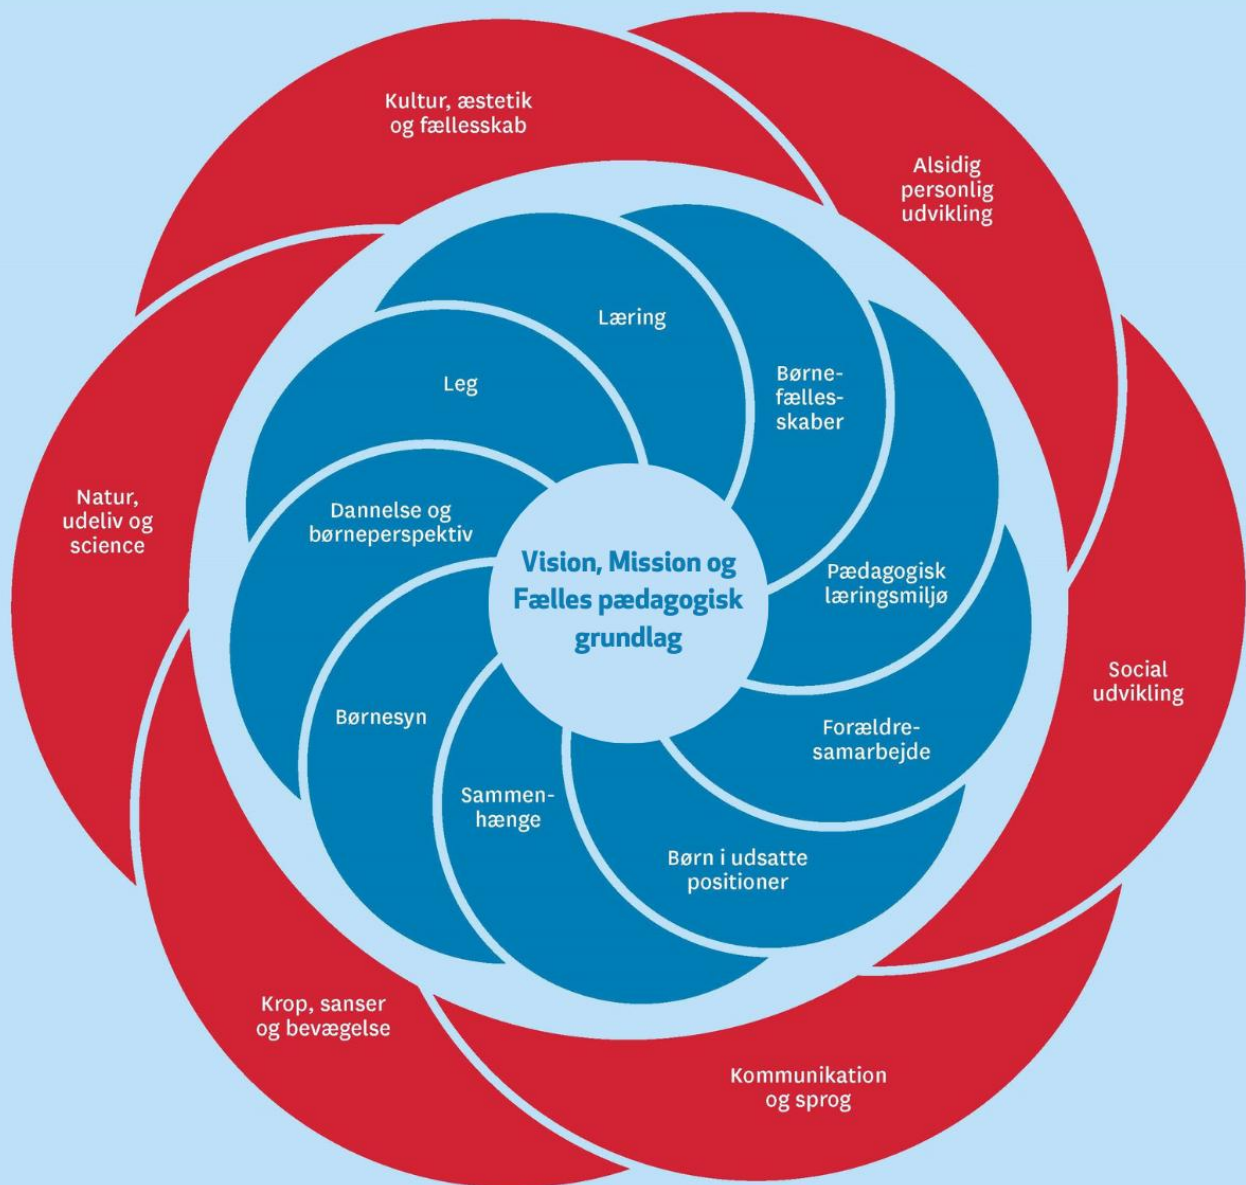 Kultur, æstetik
og fællesskab
Alsidig
personlig
udvikling
Læring
Børne-
fælles-
skaber
Leg
Natur,
udeliv og
science
Dannelse og
børneperspektiv
Vision, Mission og
Fælles pædagogisk
grundlag
Pædagogisk
læringsmiljø
Social
udvikling
Børnesyn
Forældre-
samarbejde
Sammen-
hænge
Børn i udsatte
positioner
Krop, sanser
og bevægelse
Kommunikation
og sprog